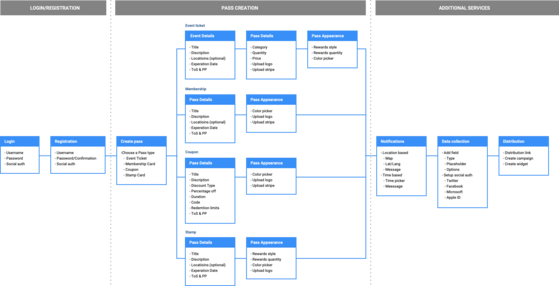 LOGIN/REGISTRATION
PASS CREATION
ADDITIONAL SERVICES
Login
- Username
- Password
- Social auth
Registration
- Username
- Password/Confirmation
- Social auth
Create pass
-Choose a Pass type
- Event Ticket
- Membership Card
- Coupon
- Stamp Card
Event ticket
Event Details
- Title
- Discription
- Locations (optional)
- Experation Date
- ToS & PP
Pass Details
- Category
- Quantity
- Price
- Upload logo
- Upload stripe
Pass Appearance
- Rewards style
- Rewards quantity
- Color picker
Membership
Pass Details
- Title
- Discription
- Locations (optional)
- Experation Date
- ToS & PP
Pass Appearance
- Color picker
- Upload logo
- Upload stripe
Coupon
Pass Details
- Title
- Discription
- Discount Type
- Percentage off
- Duration
- Code
- Redemtion limits
- ToS & PP
Pass Appearance
- Color picker
- Upload logo
- Upload stripe
Stamp
Pass Details
- Title
- Discription
- Locations (optional)
- Experation Date
- ToS & PP
Pass Appearance
- Rewards style
- Rewards quantity
- Color picker
- Upload logo
Notifications
- Location based
- Map
- Lat/Lang
- Message
- Time based
- Time picker
- Message
Data collection
- Add field
- Type
- Placeholder
- Options
- Setup social auth
- Twitter
- Facebook
- Microsoft
- Apple ID
Distribution
- Distribution link
- Create campaign
- Create widget